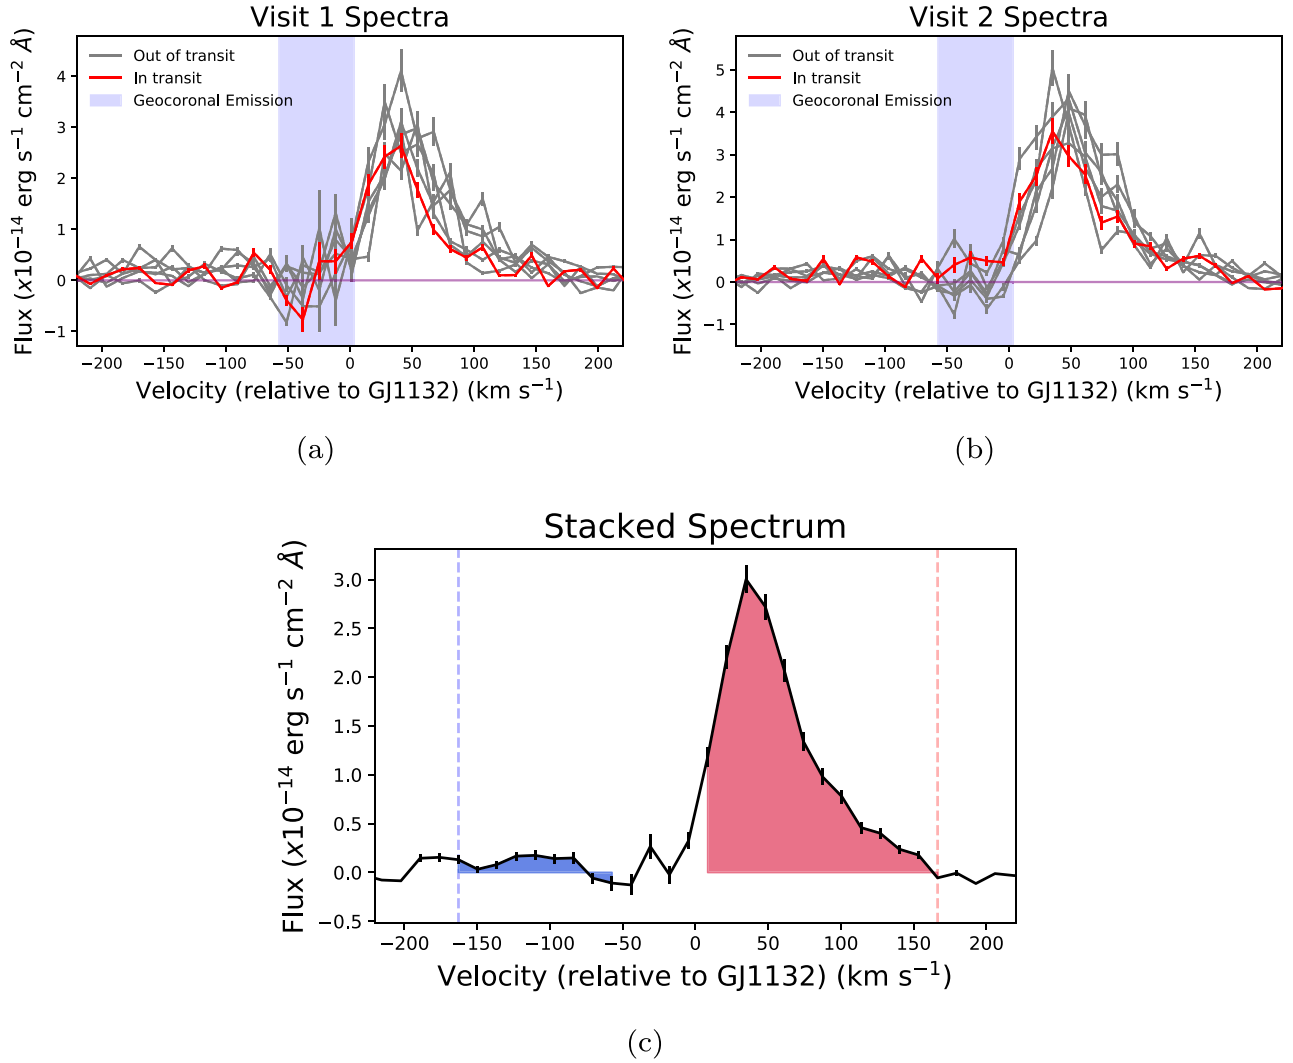 Visit 1 Spectra
Out of transit
In transit
Geocoronal Emission
4
3
2
1
0
−1
Flux (x10⁻¹⁴ erg s⁻¹ cm⁻² Å)
−200 −150 −100 −50 0 50 100 150 200
Velocity (relative to GJ1132) (km s⁻¹)
(a)
Visit 2 Spectra
Out of transit
In transit
Geocoronal Emission
5
4
3
2
1
0
−1
Flux (x10⁻¹⁴ erg s⁻¹ cm⁻² Å)
−200 −150 −100 −50 0 50 100 150 200
Velocity (relative to GJ1132) (km s⁻¹)
(b)
Stacked Spectrum
3.0
2.5
2.0
1.5
1.0
0.5
0.0
−0.5
Flux (x10⁻¹⁴ erg s⁻¹ cm⁻² Å)
−200 −150 −100 −50 0 50 100 150 200
Velocity (relative to GJ1132) (km s⁻¹)
(c)